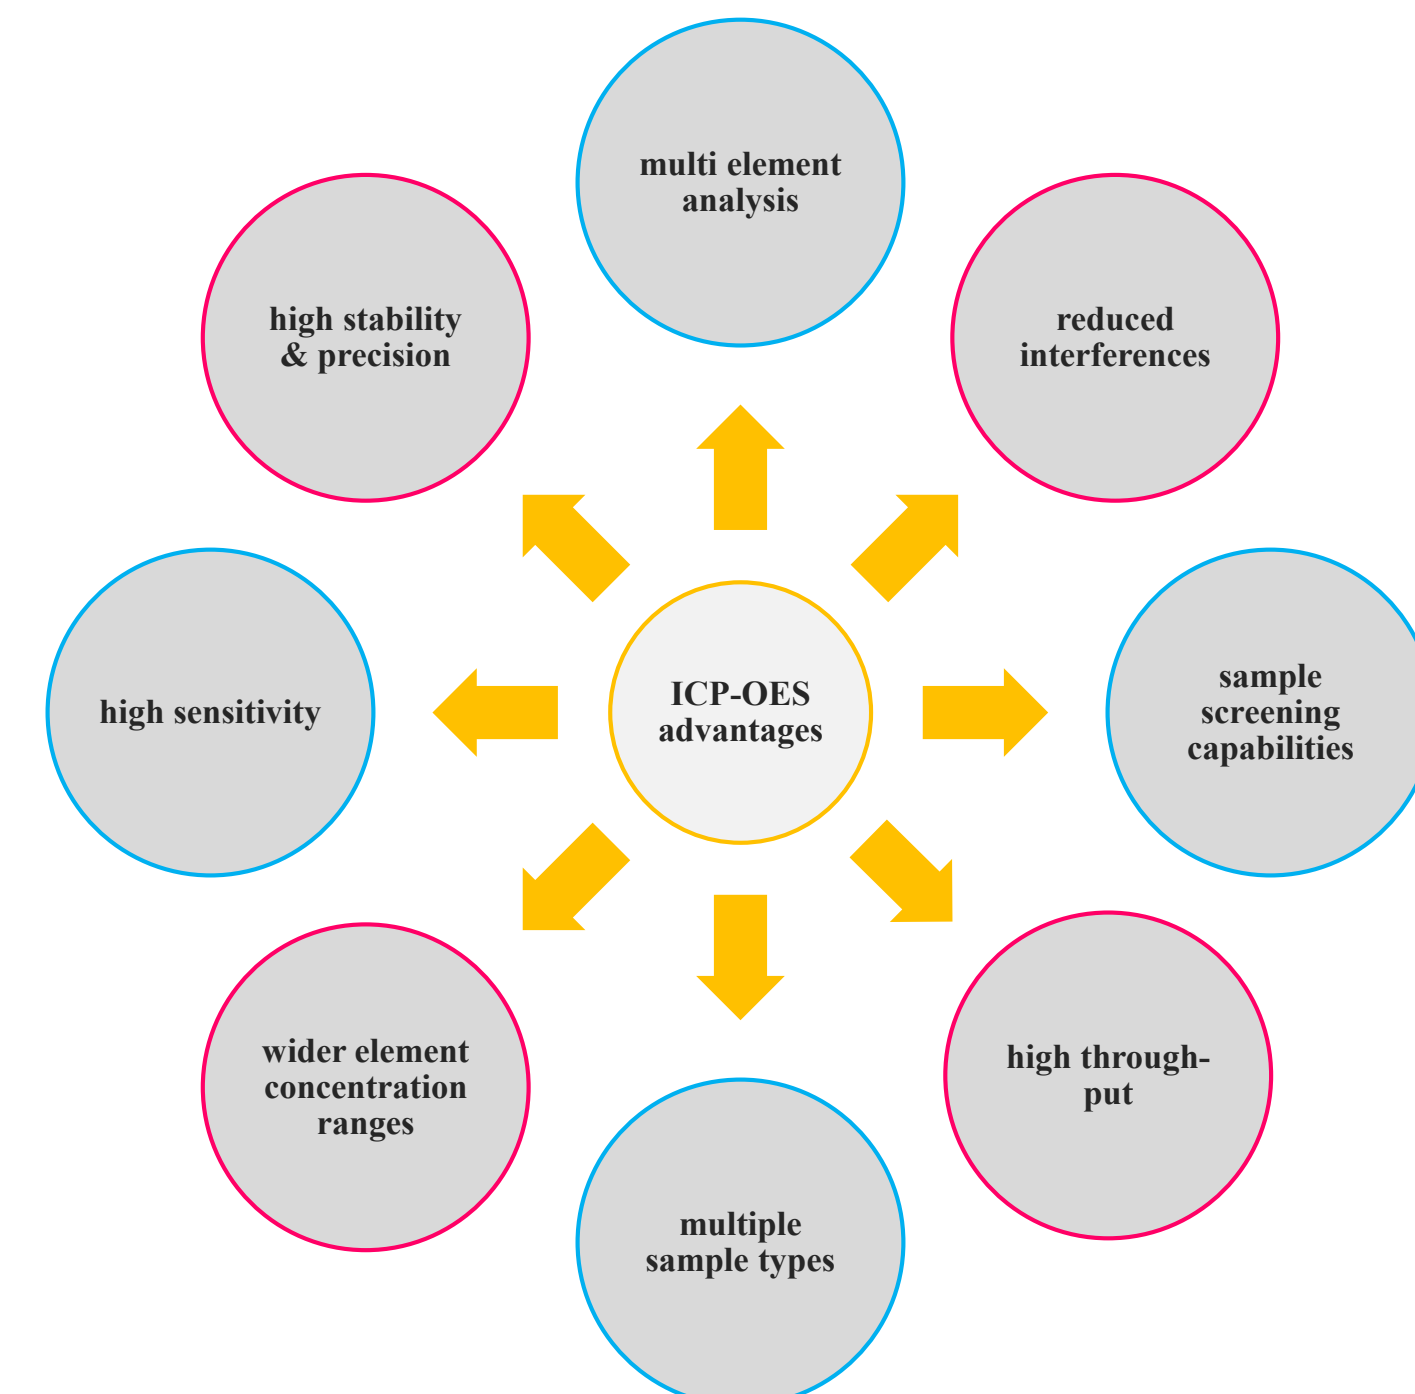 multi element
analysis
high stability
& precision
reduced
interferences
high sensitivity
ICP-OES
advantages
sample
screening
capabilities
wider element
concentration
ranges
high through-
put
multiple
sample types